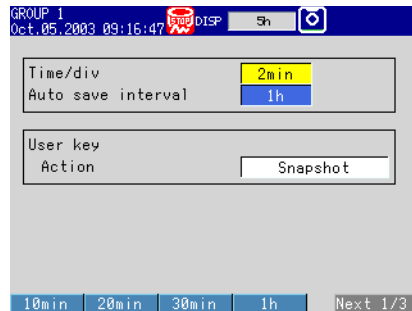 GROUP 1
Oct.05.2003 09:16:47 STOP DISP 5h
Time/div 2min
Auto save interval 1h
User key
Action Snapshot
10min 20min 30min 1h Next 1/3